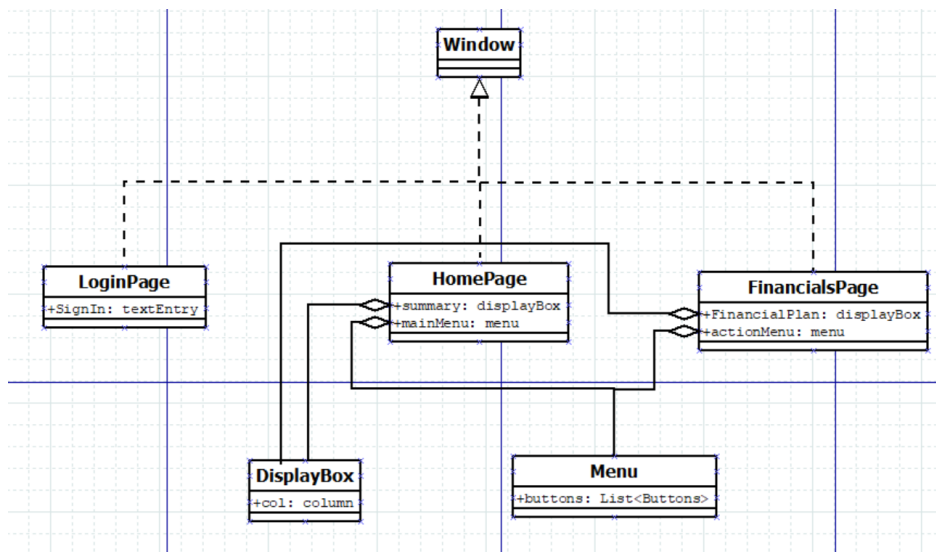 Window
LoginPage
+SignIn: textEntry
HomePage
+summary: displayBox
+mainMenu: menu
FinancialsPage
+FinancialPlan: displayBox
+actionMenu: menu
DisplayBox
+col: column
Menu
+buttons: List<Buttons>